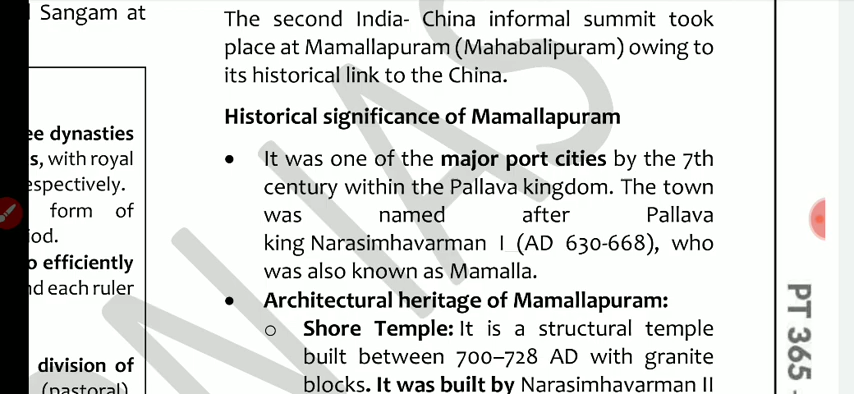 Sangam at
ee dynasties
s, with royal
espectively.
form of
iod.
o efficiently
nd each ruler
division of
(pastoral),
The second India- China informal summit took
place at Mamallapuram (Mahabalipuram) owing to
its historical link to the China.
Historical significance of Mamallapuram
• It was one of the major port cities by the 7th
century within the Pallava kingdom. The town
was named after Pallava
king Narasimhavarman I (AD 630-668), who
was also known as Mamalla.
• Architectural heritage of Mamallapuram:
o Shore Temple: It is a structural temple
built between 700–728 AD with granite
blocks. It was built by Narasimhavarman II
PT 365 -